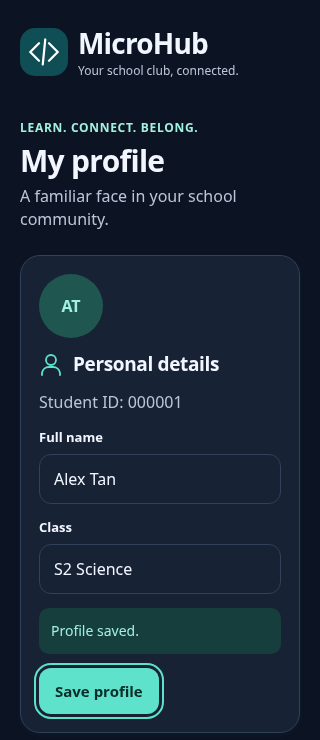 MicroHub
Your school club, connected.
LEARN. CONNECT. BELONG.
My profile
A familiar face in your school
community.
AT
Personal details
Student ID: 000001
Full name
Alex Tan
Class
S2 Science
Profile saved.
Save profile